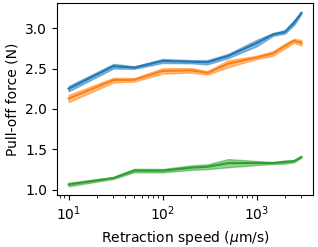 3.0
2.5
2.0
1.5
1.0
Pull-off force (N)
10¹ 10² 10³
Retraction speed (μm/s)